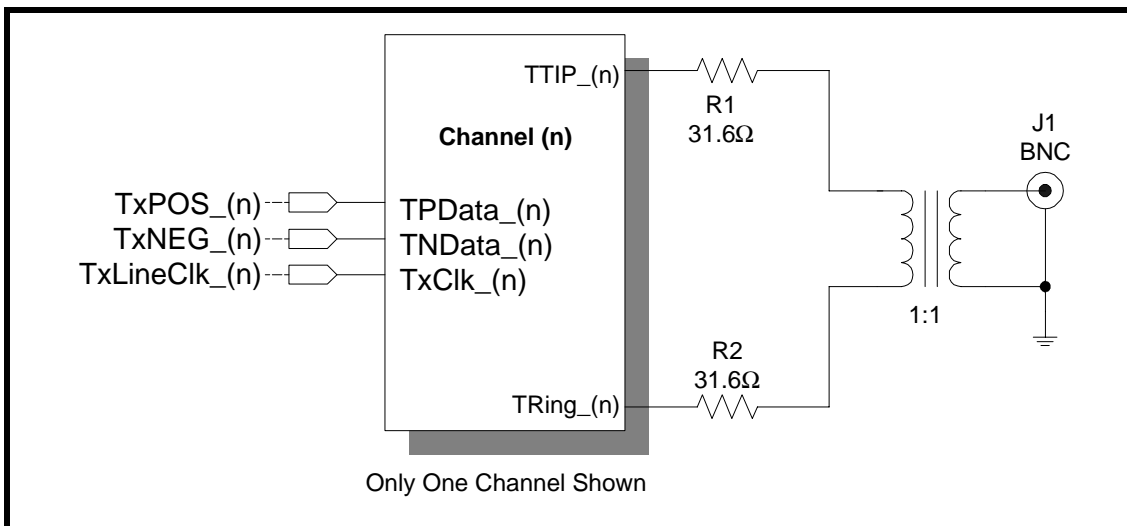 TTIP_(n)
R1
31.6Ω
Channel (n)
J1
BNC
TxPOS_(n)
TPData_(n)
TxNEG_(n)
TNData_(n)
TxLineClk_(n)
TxClk_(n)
1:1
R2
31.6Ω
TRing_(n)
Only One Channel Shown